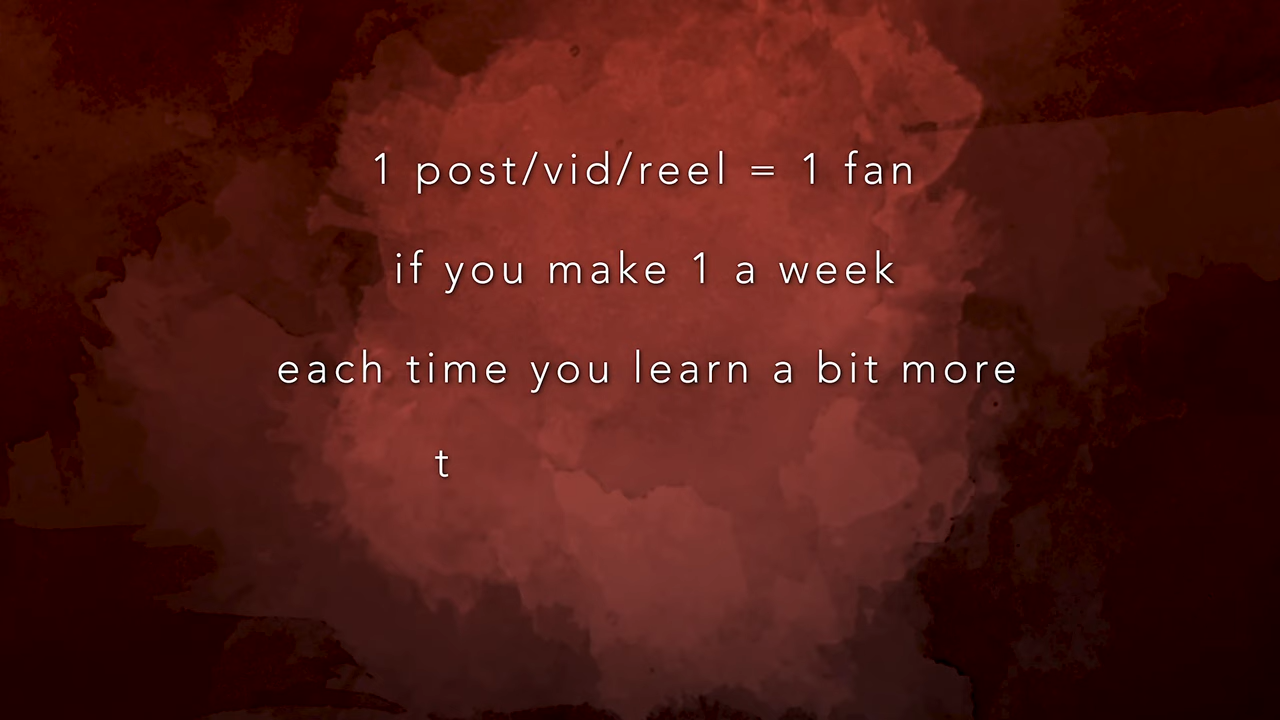 1 post/vid/reel = 1 fan
if you make 1 a week
each time you learn a bit more
t